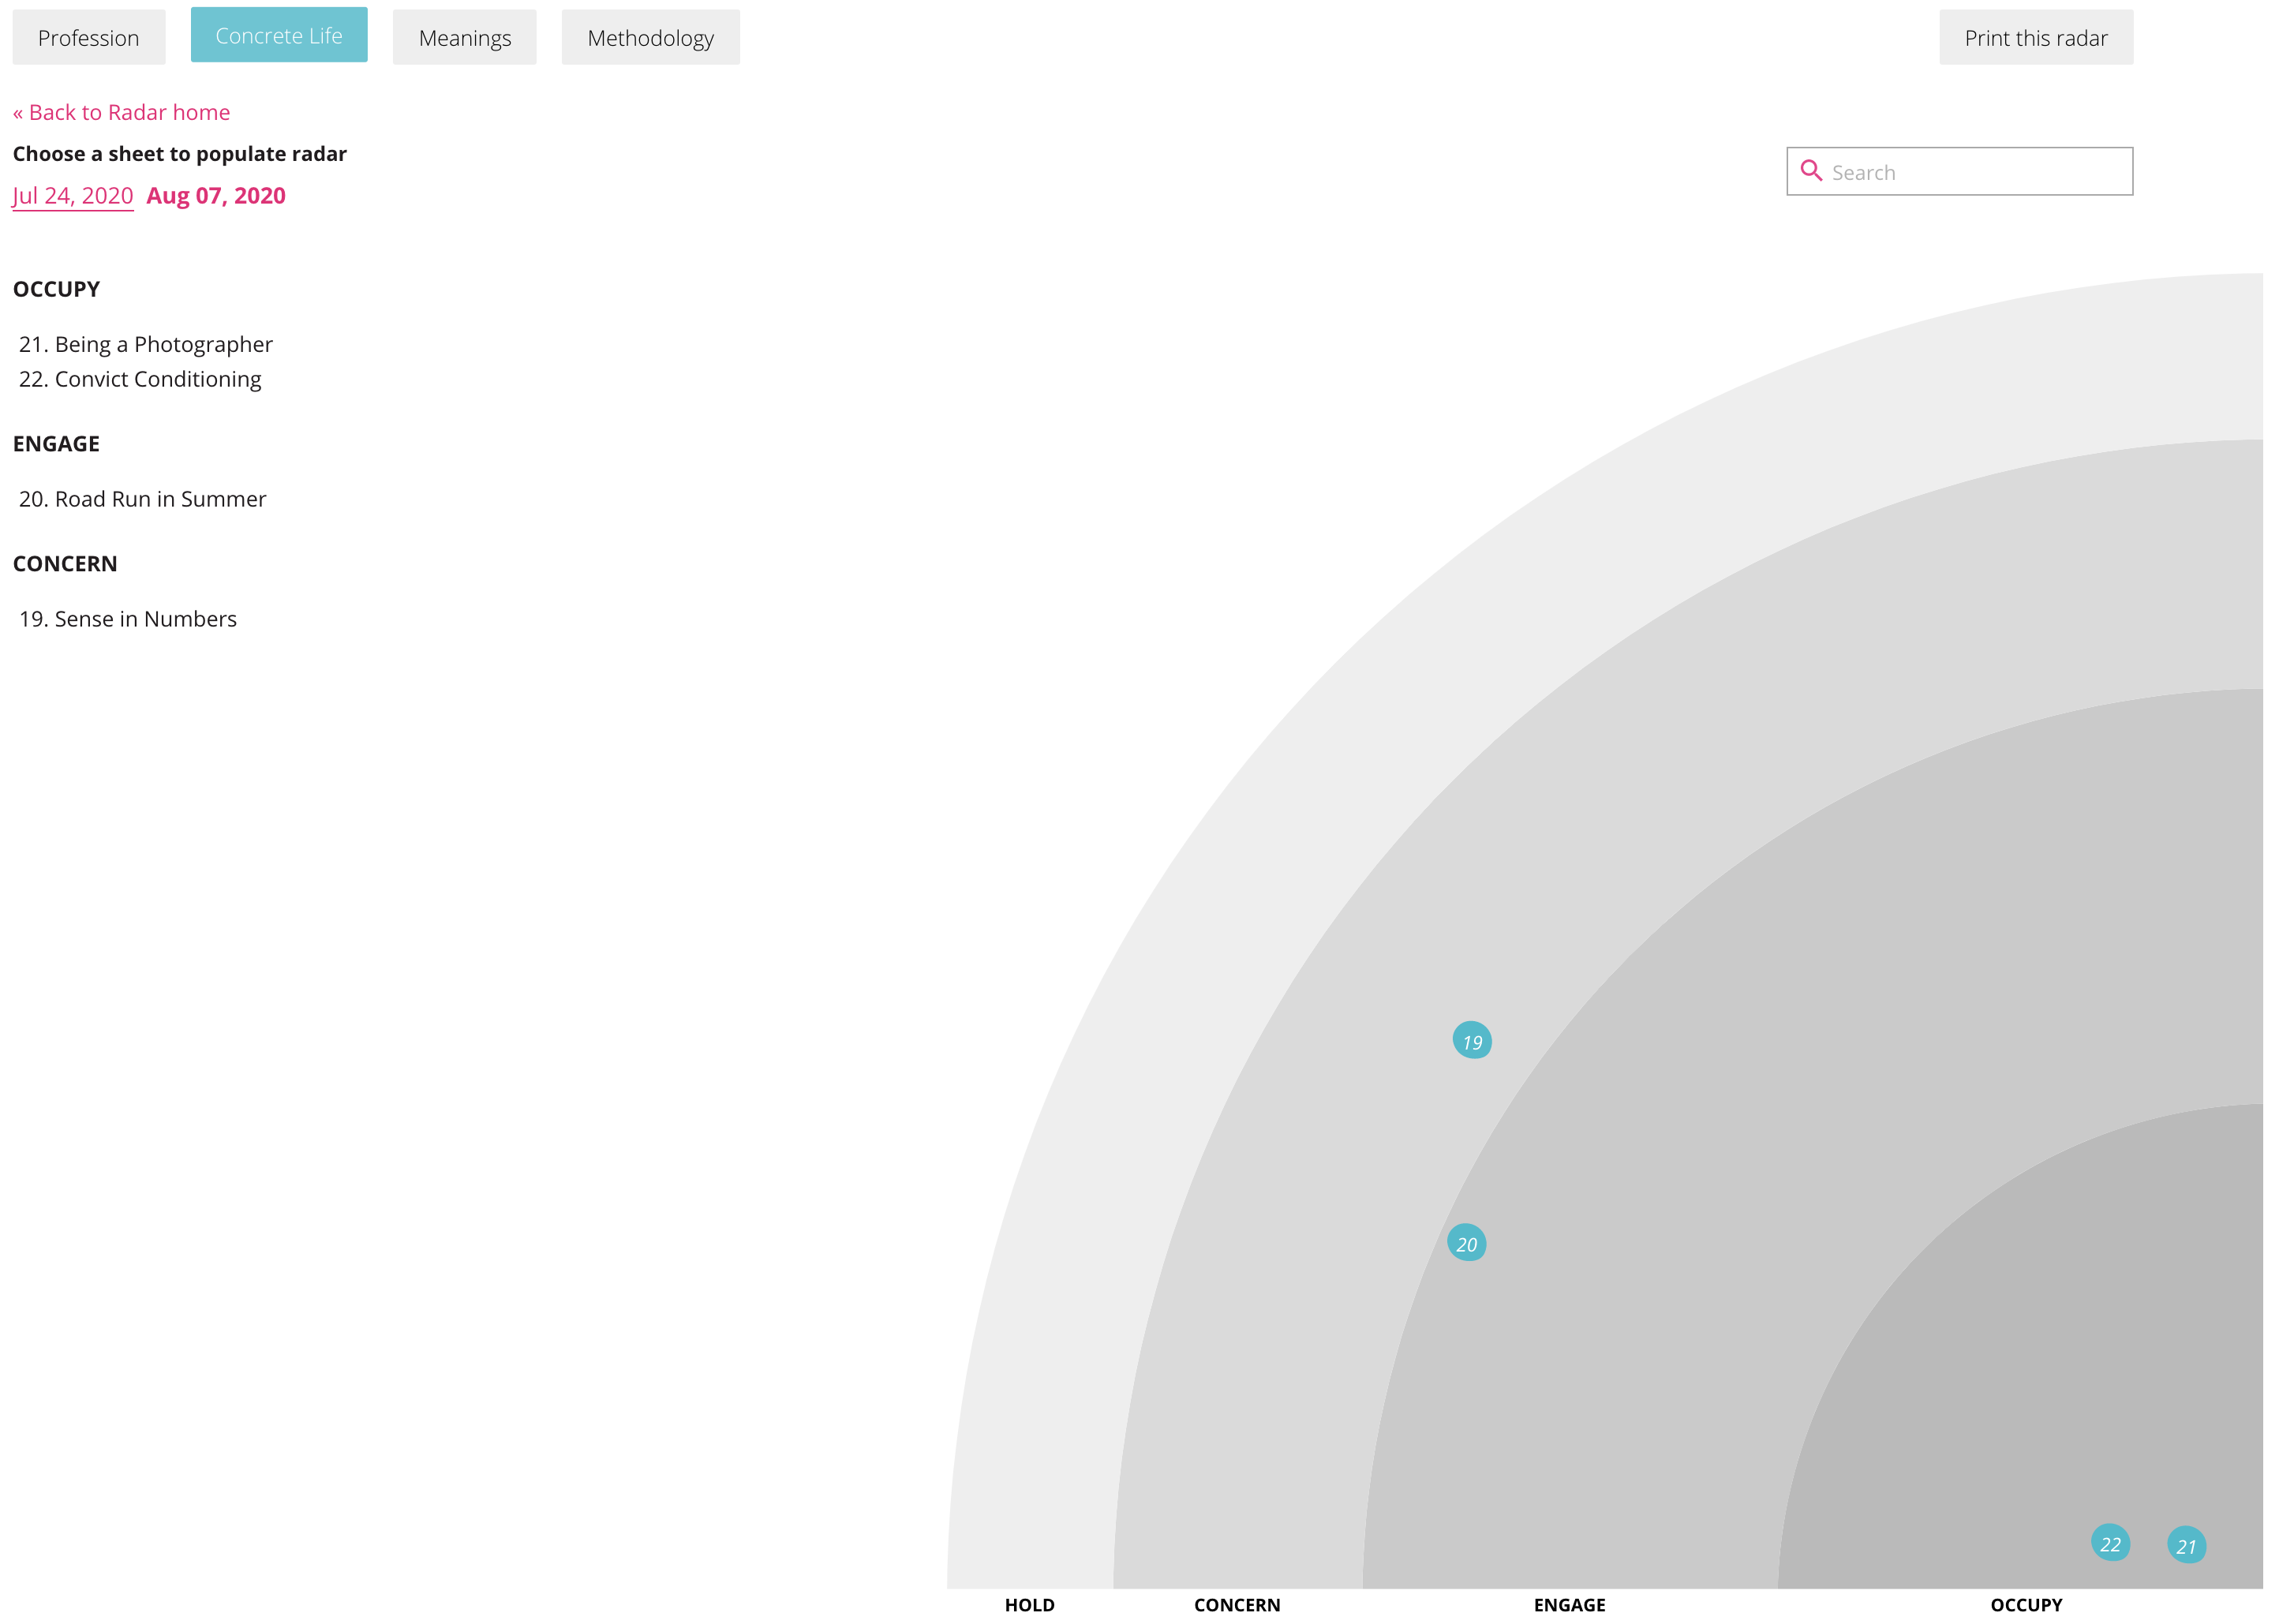 Profession
Concrete Life
Meanings
Methodology
Print this radar
« Back to Radar home
Choose a sheet to populate radar
Search
Jul 24, 2020 Aug 07, 2020
OCCUPY
21. Being a Photographer
22. Convict Conditioning
ENGAGE
20. Road Run in Summer
CONCERN
19. Sense in Numbers
19
20
22
21
HOLD
CONCERN
ENGAGE
OCCUPY